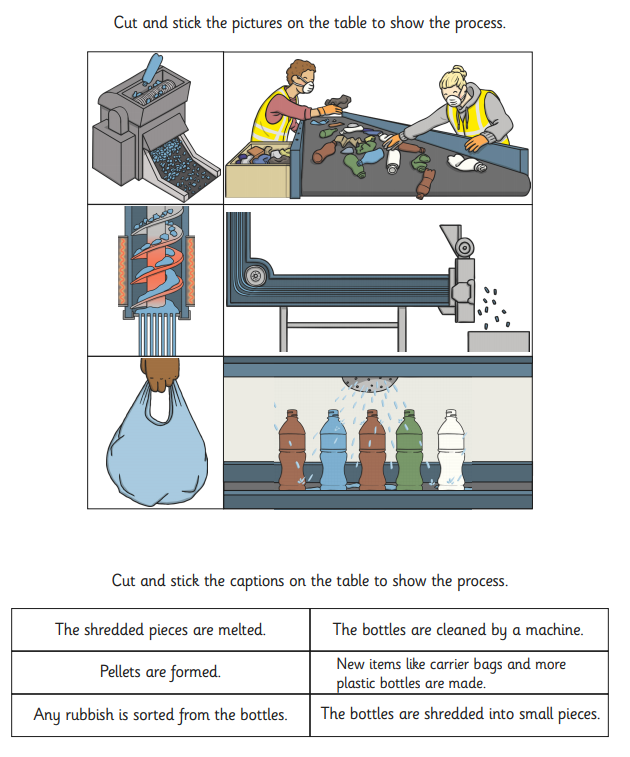 Cut and stick the pictures on the table to show the process.
Cut and stick the captions on the table to show the process.
The shredded pieces are melted.
The bottles are cleaned by a machine.
Pellets are formed.
New items like carrier bags and more
plastic bottles are made.
Any rubbish is sorted from the bottles.
The bottles are shredded into small pieces.